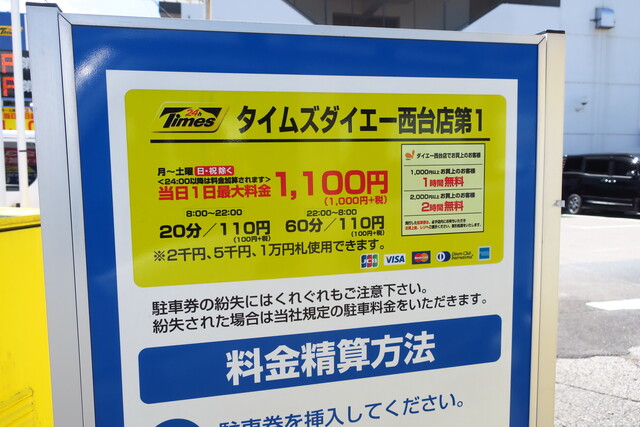 24h
Times
タイムズダイエー西台店第1
月〜土曜 日・祝 除く
<24:00以降は料金加算されます>
当日1日最大料金 1,100円
(1,000円+税)
8:00〜22:00
20分／110円
(100円+税)
22:00〜8:00
60分／110円
(100円+税)
※2千円、5千円、1万円札使用できます。
ダイエー西台店でお買上のお客様
1,000円以上お買上のお客様
1時間無料
2,000円以上お買上のお客様
2時間無料
JCB VISA MasterCard Diners Club International
駐車券の紛失にはくれぐれもご注意下さい。
紛失された場合は当社規定の駐車料金をいただきます。
料金精算方法
駐車券を挿入してください。